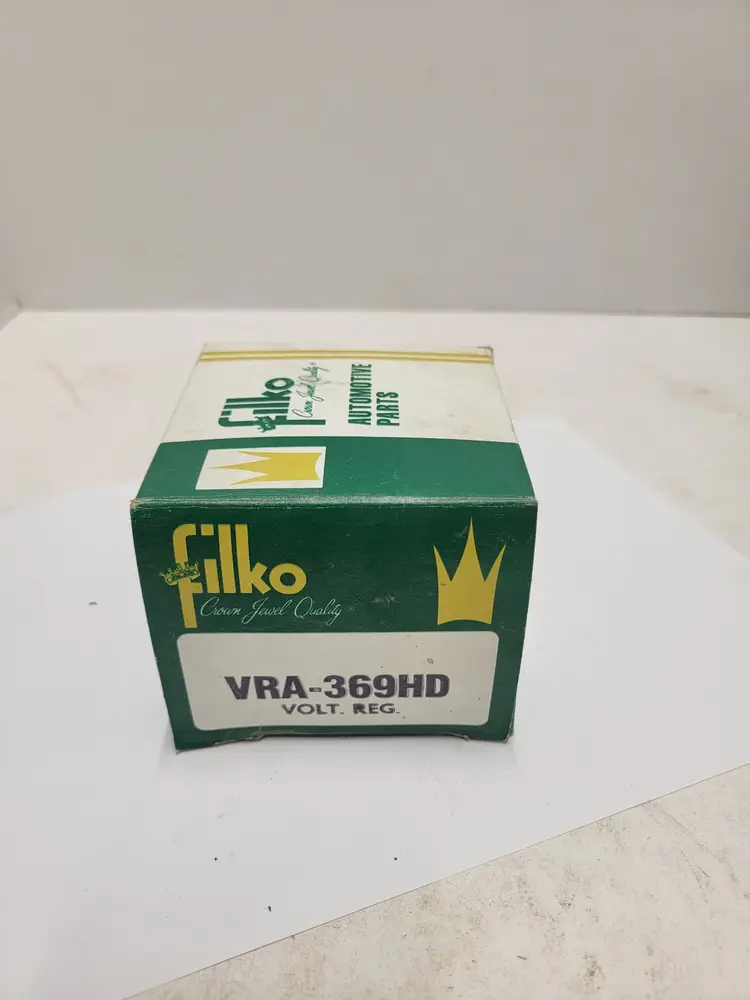 filko
Crown Jewel Quality®
AUTOMOTIVE
PARTS
filko
Crown Jewel Quality®
VRA-369HD
VOLT. REG.